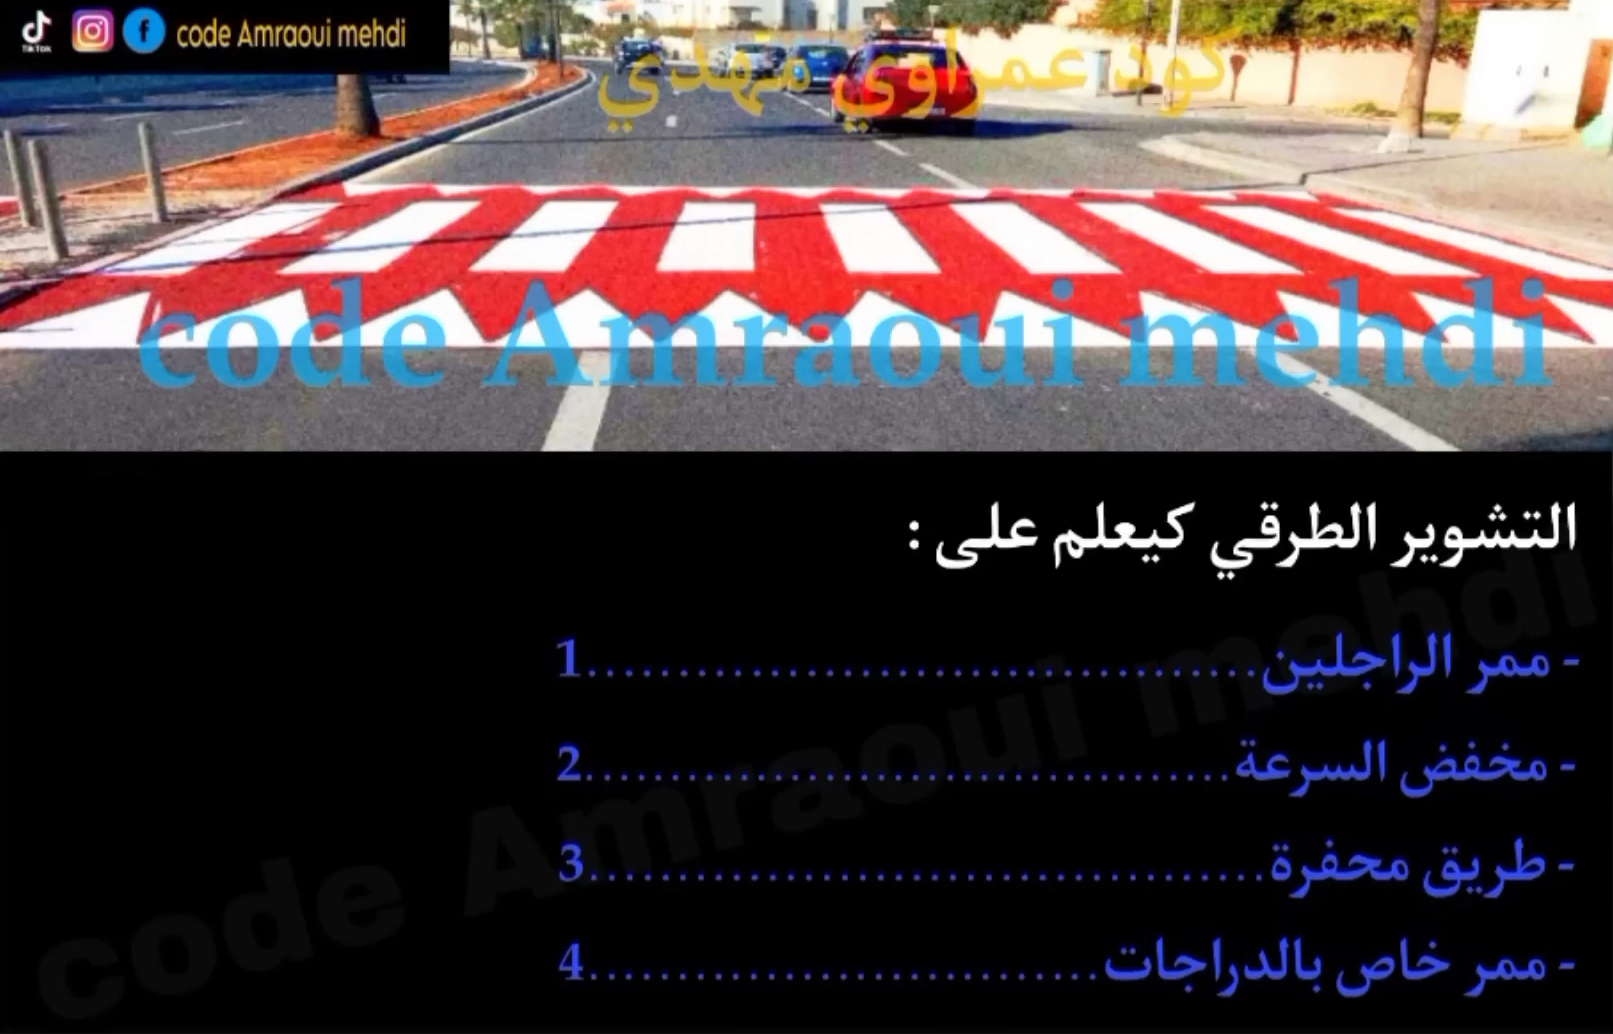 TikTok
code Amraoui mehdi
كود عمراوي مهدي
code Amraoui mehdi
التشوير الطرقي كيعلم على :
- ممر الراجلين......................................1
- مخفض السرعة....................................2
- طريق محفرة......................................3
- ممر خاص بالدراجات.............................4
code Amraoui mehdi